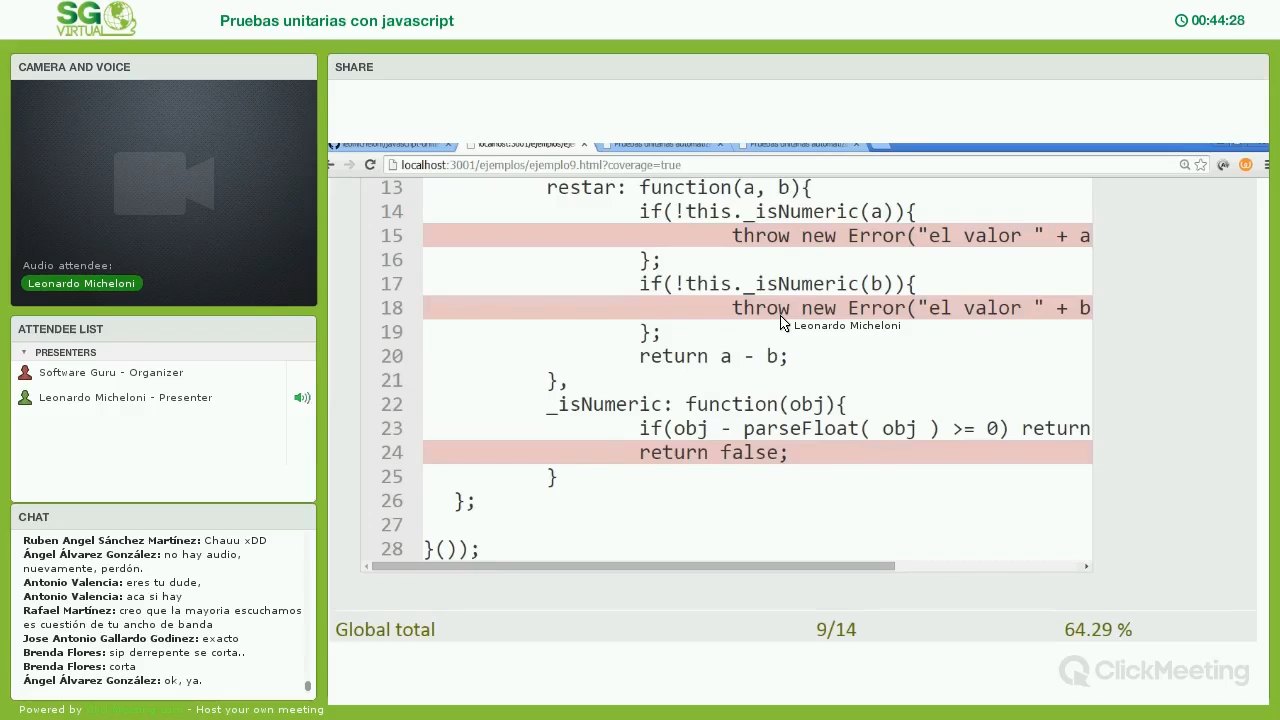 SG
VIRTUAL
Pruebas unitarias con javascript
00:44:28
CAMERA AND VOICE
Audio attendee:
Leonardo Micheloni
ATTENDEE LIST
PRESENTERS
Software Guru - Organizer
Leonardo Micheloni - Presenter
CHAT
Ruben Angel Sánchez Martínez: Chauu xDD
Ángel Álvarez González: no hay audio,
nuevamente, perdón.
Antonio Valencia: eres tu dude,
Antonio Valencia: aca si hay
Rafael Martínez: creo que la mayoria escuchamos
es cuestión de tu ancho de banda
Jose Antonio Gallardo Godinez: exacto
Brenda Flores: sip derrepente se corta..
Brenda Flores: corta
Ángel Álvarez González: ok, ya.
Powered by clickmeeting.com - Host your own meeting
SHARE
localhost:3001/ejemplos/ejemplo9.html?coverage=true
13 restar: function(a, b){
14 if(!this._isNumeric(a)){
15 throw new Error("el valor " + a
16 };
17 if(!this._isNumeric(b)){
18 throw new Error("el valor " + b
Leonardo Micheloni
19 };
20 return a - b;
21 },
22 _isNumeric: function(obj){
23 if(obj - parseFloat( obj ) >= 0) return
24 return false;
25 }
26 };
27
28 }());
Global total 9/14 64.29 %
ClickMeeting